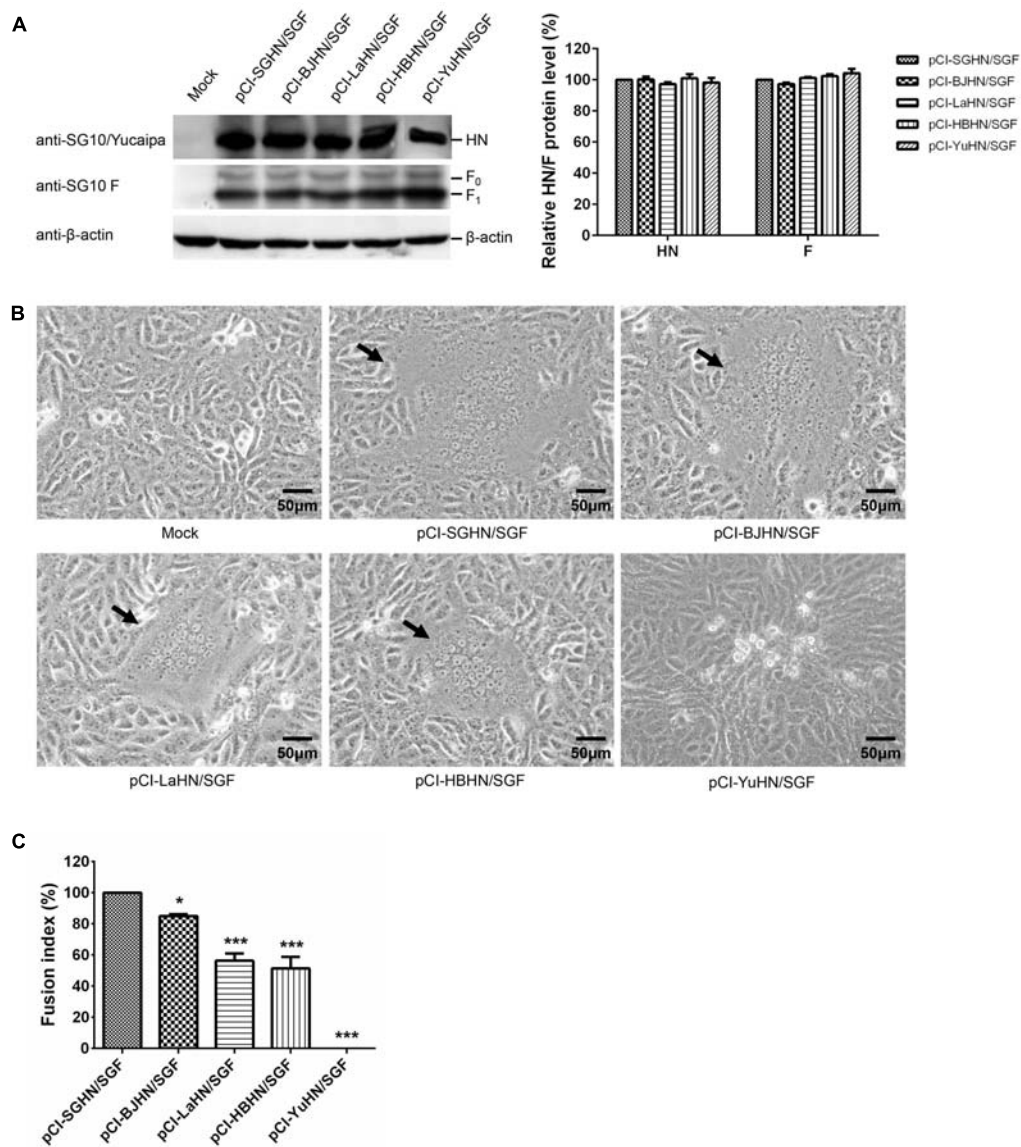 A
Mock
pCI-SGHN/SGF
pCI-BJHN/SGF
pCI-LaHN/SGF
pCI-HBHN/SGF
pCI-YuHN/SGF
anti-SG10/Yucaipa
HN
anti-SG10 F
F0
F1
anti-β-actin
β-actin
Relative HN/F protein level (%)
120
100
80
60
40
20
0
HN
F
pCI-SGHN/SGF
pCI-BJHN/SGF
pCI-LaHN/SGF
pCI-HBHN/SGF
pCI-YuHN/SGF
B
50μm
50μm
50μm
Mock
pCI-SGHN/SGF
pCI-BJHN/SGF
50μm
50μm
50μm
pCI-LaHN/SGF
pCI-HBHN/SGF
pCI-YuHN/SGF
C
Fusion index (%)
120
100
80
60
40
20
0
*
***
***
***
pCI-SGHN/SGF
pCI-BJHN/SGF
pCI-LaHN/SGF
pCI-HBHN/SGF
pCI-YuHN/SGF